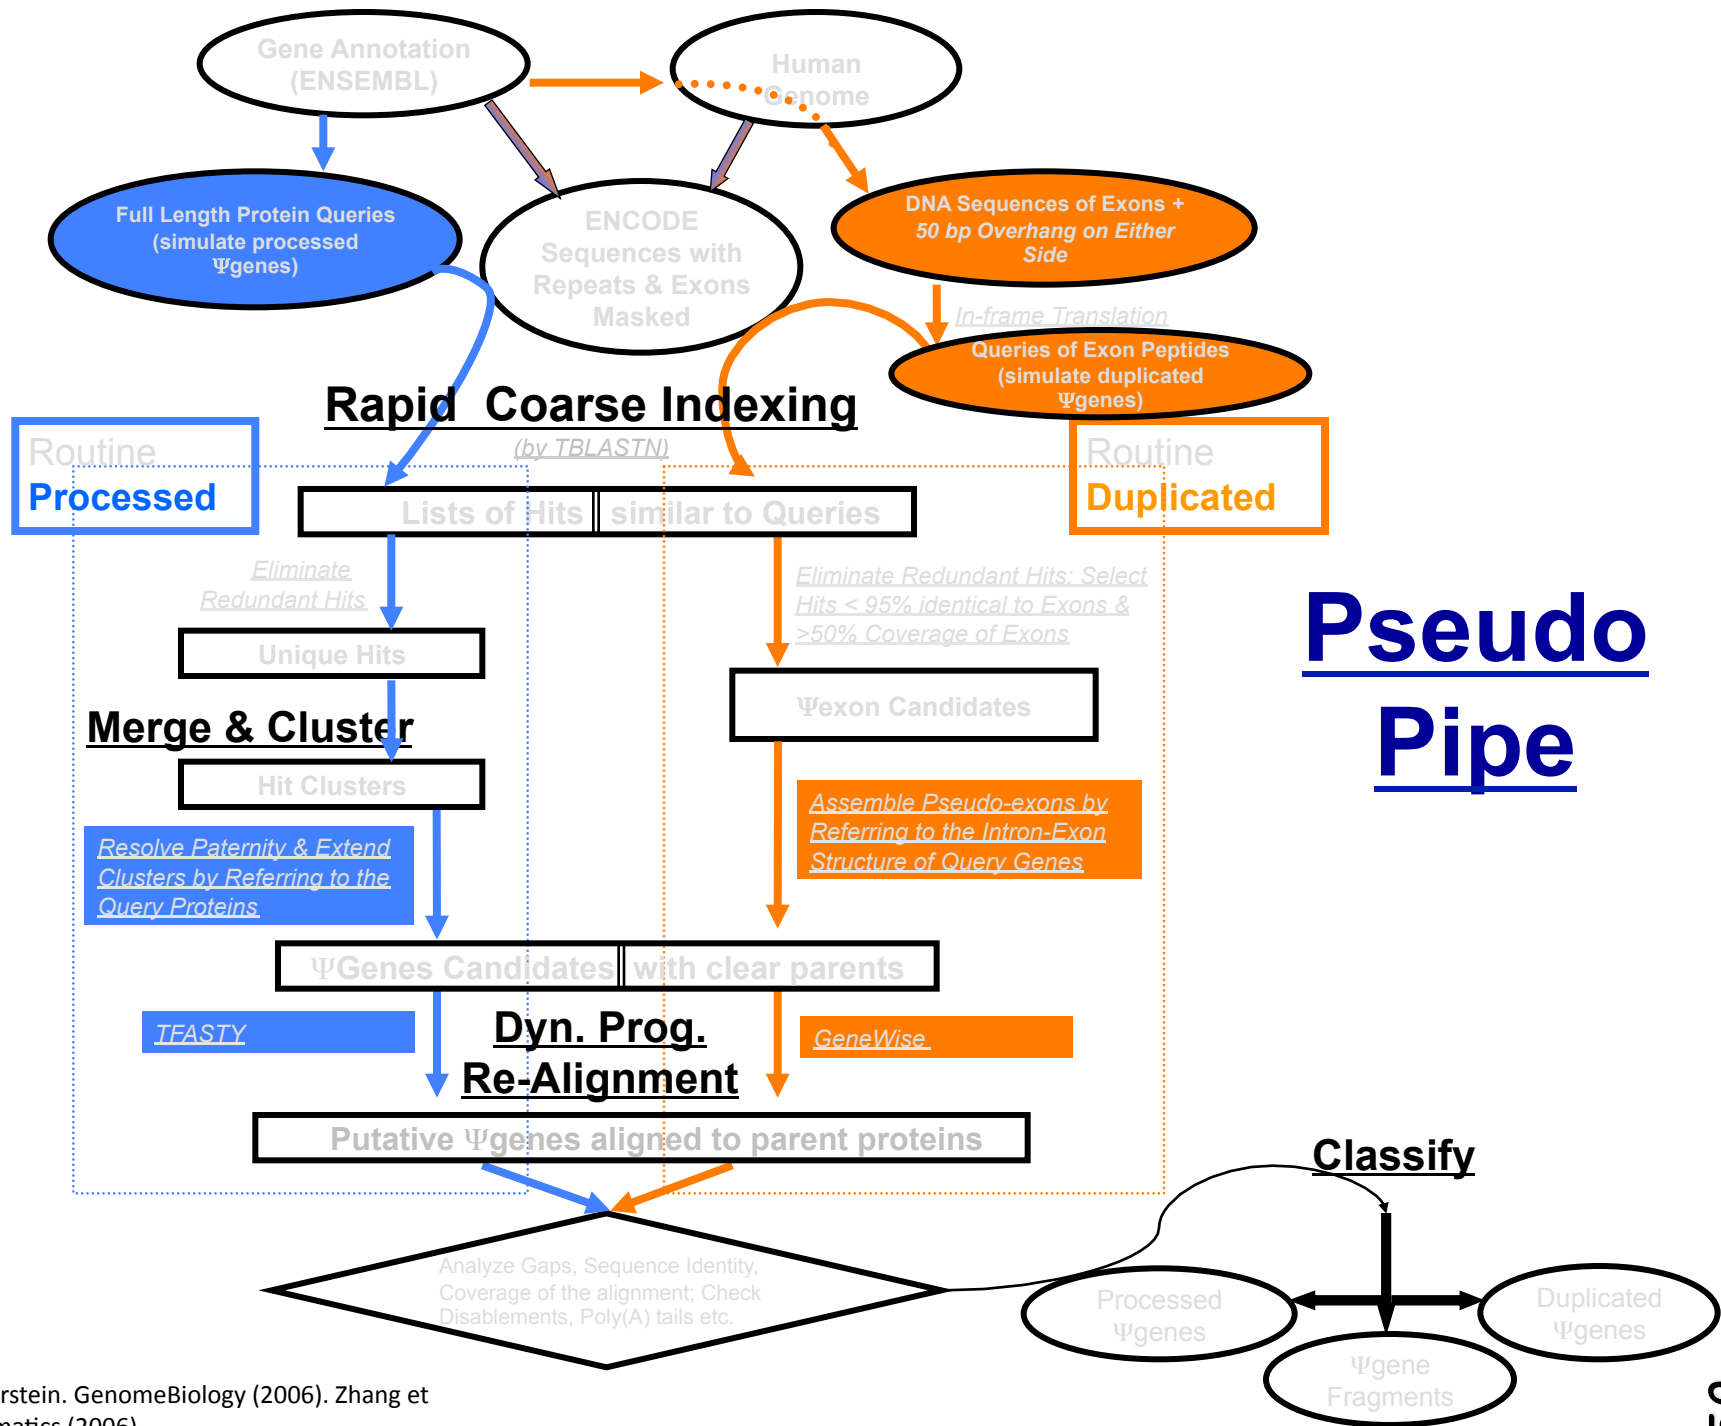 Gene Annotation
(ENSEMBL)
Human
Genome
Full Length Protein Queries
(simulate processed
Ψgenes)
ENCODE
Sequences with
Repeats & Exons
Masked
DNA Sequences of Exons +
50 bp Overhang on Either
Side
In-frame Translation
Queries of Exon Peptides
(simulate duplicated
Ψgenes)
Rapid Coarse Indexing
(by TBLASTN)
Routine
Processed
Routine
Duplicated
Lists of Hits similar to Queries
Eliminate
Redundant Hits
Eliminate Redundant Hits: Select
Hits < 95% identical to Exons &
>50% Coverage of Exons
Unique Hits
Ψexon Candidates
Pseudo
Pipe
Merge & Cluster
Hit Clusters
Resolve Paternity & Extend
Clusters by Referring to the
Query Proteins
Assemble Pseudo-exons by
Referring to the Intron-Exon
Structure of Query Genes
ΨGenes Candidates with clear parents
TFASTY
Dyn. Prog.
Re-Alignment
GeneWise
Putative Ψgenes aligned to parent proteins
Classify
Analyze Gaps, Sequence Identity,
Coverage of the alignment; Check
Disablements, Poly(A) tails etc.
Processed
Ψgenes
Duplicated
Ψgenes
Ψgene
Fragments
rstein. GenomeBiology (2006). Zhang et
matics (2006)